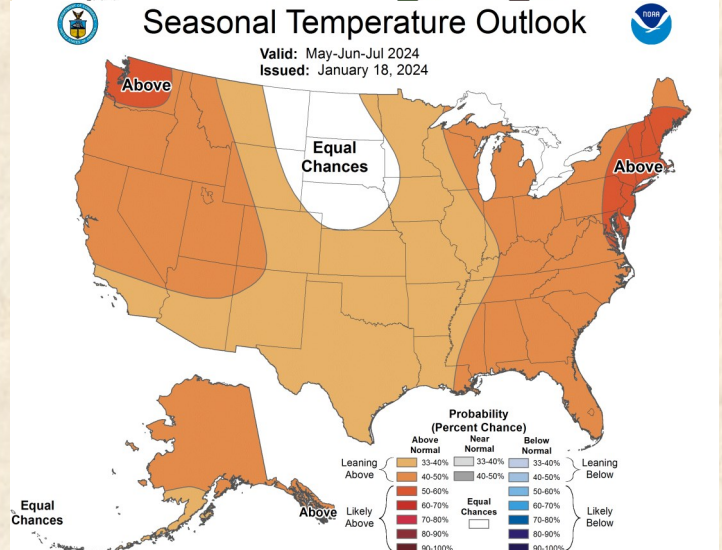 Seasonal Temperature Outlook
NOAA
Valid: May-Jun-Jul 2024
Issued: January 18, 2024
Above
Equal
Chances
Above
Equal
Chances
Above
Probability
(Percent Chance)
Above
Normal
Near
Normal
Below
Normal
Leaning
Above
33-40%
40-50%
33-40%
40-50%
33-40%
40-50%
Leaning
Below
Likely
Above
50-60%
60-70%
70-80%
80-90%
90-100%
Equal
Chances
50-60%
60-70%
70-80%
80-90%
90-100%
Likely
Below